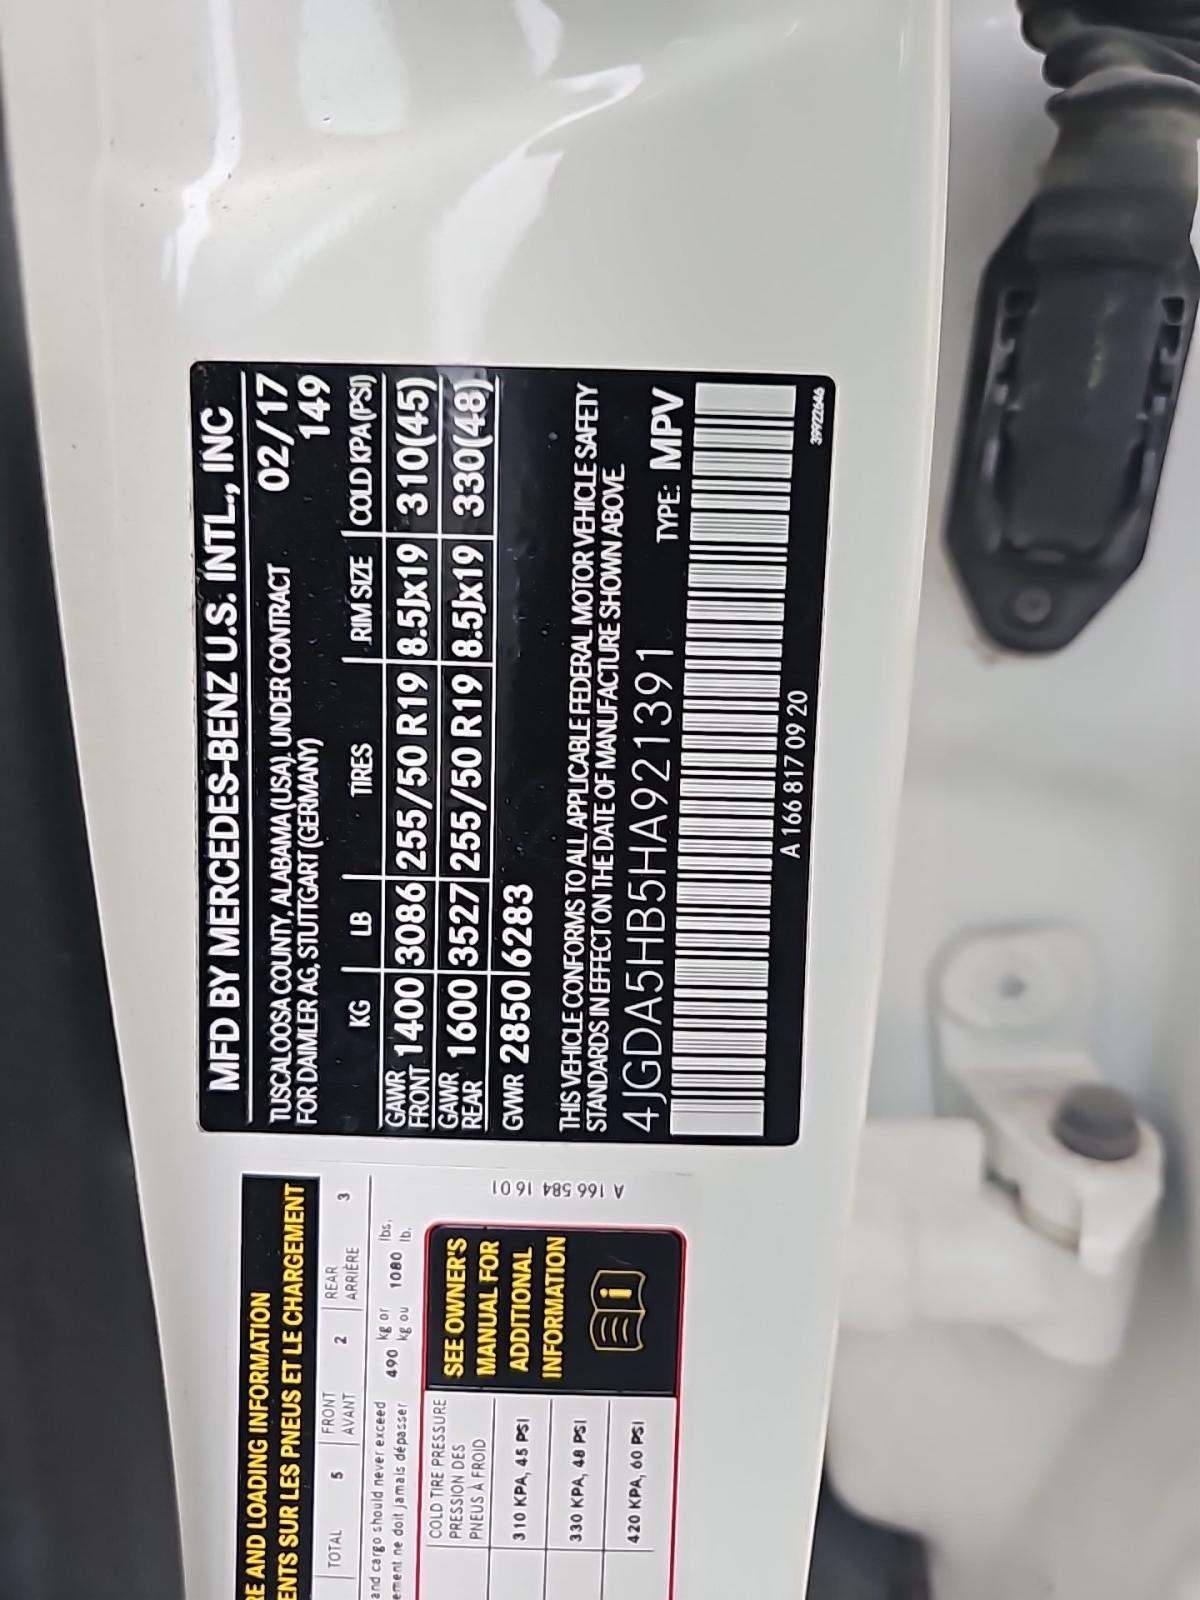 MFD BY MERCEDES-BENZ U.S. INTL., INC
TUSCALOOSA COUNTY, ALABAMA (USA). UNDER CONTRACT 02/17
FOR DAIMLER AG, STUTTGART (GERMANY) 149
KG LB TIRES RIM SIZE COLD KPA (PSI)
GAWR FRONT 1400 3086 255/50 R19 8.5Jx19 310(45)
GAWR REAR 1600 3527 255/50 R19 8.5Jx19 330(48)
GVWR 2850 6283
THIS VEHICLE CONFORMS TO ALL APPLICABLE FEDERAL MOTOR VEHICLE SAFETY
STANDARDS IN EFFECT ON THE DATE OF MANUFACTURE SHOWN ABOVE.
4JGDA5HB5HA921391 TYPE: MPV
A 166 817 09 20
39922646
AND LOADING INFORMATION
SUR LES PNEUS ET LE CHARGEMENT
TOTAL 5 FRONT AVANT 2 REAR ARRIÈRE 3
and cargo should never exceed 490 kg or lbs,
ne doit jamais dépasser kg ou 1080 lb.
COLD TIRE PRESSURE
PRESSION DES
PNEUS À FROID
310 KPA, 45 PSI
330 KPA, 48 PSI
420 KPA, 60 PSI
SEE OWNER'S
MANUAL FOR
ADDITIONAL
INFORMATION
A 166 584 16 01